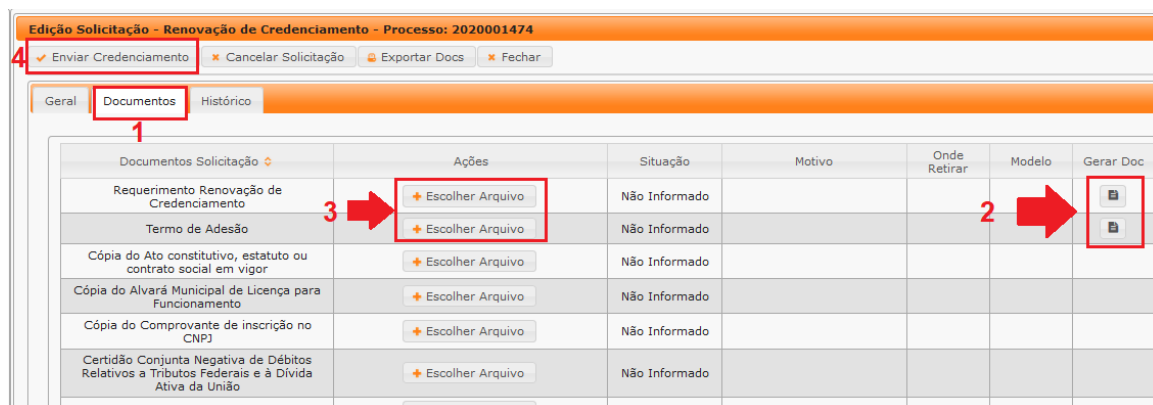 Edição Solicitação - Renovação de Credenciamento - Processo: 2020001474
4 Enviar Credenciamento Cancelar Solicitação Exportar Docs Fechar
Geral Documentos Histórico
1
Documentos Solicitação Ações Situação Motivo Onde Retirar Modelo Gerar Doc
Requerimento Renovação de
Credenciamento
+ Escolher Arquivo Não Informado
3 2
Termo de Adesão + Escolher Arquivo Não Informado
Cópia do Ato constitutivo, estatuto ou
contrato social em vigor
+ Escolher Arquivo Não Informado
Cópia do Alvará Municipal de Licença para
Funcionamento
+ Escolher Arquivo Não Informado
Cópia do Comprovante de inscrição no
CNPJ
+ Escolher Arquivo Não Informado
Certidão Conjunta Negativa de Débitos
Relativos a Tributos Federais e à Dívida
Ativa da União
+ Escolher Arquivo Não Informado